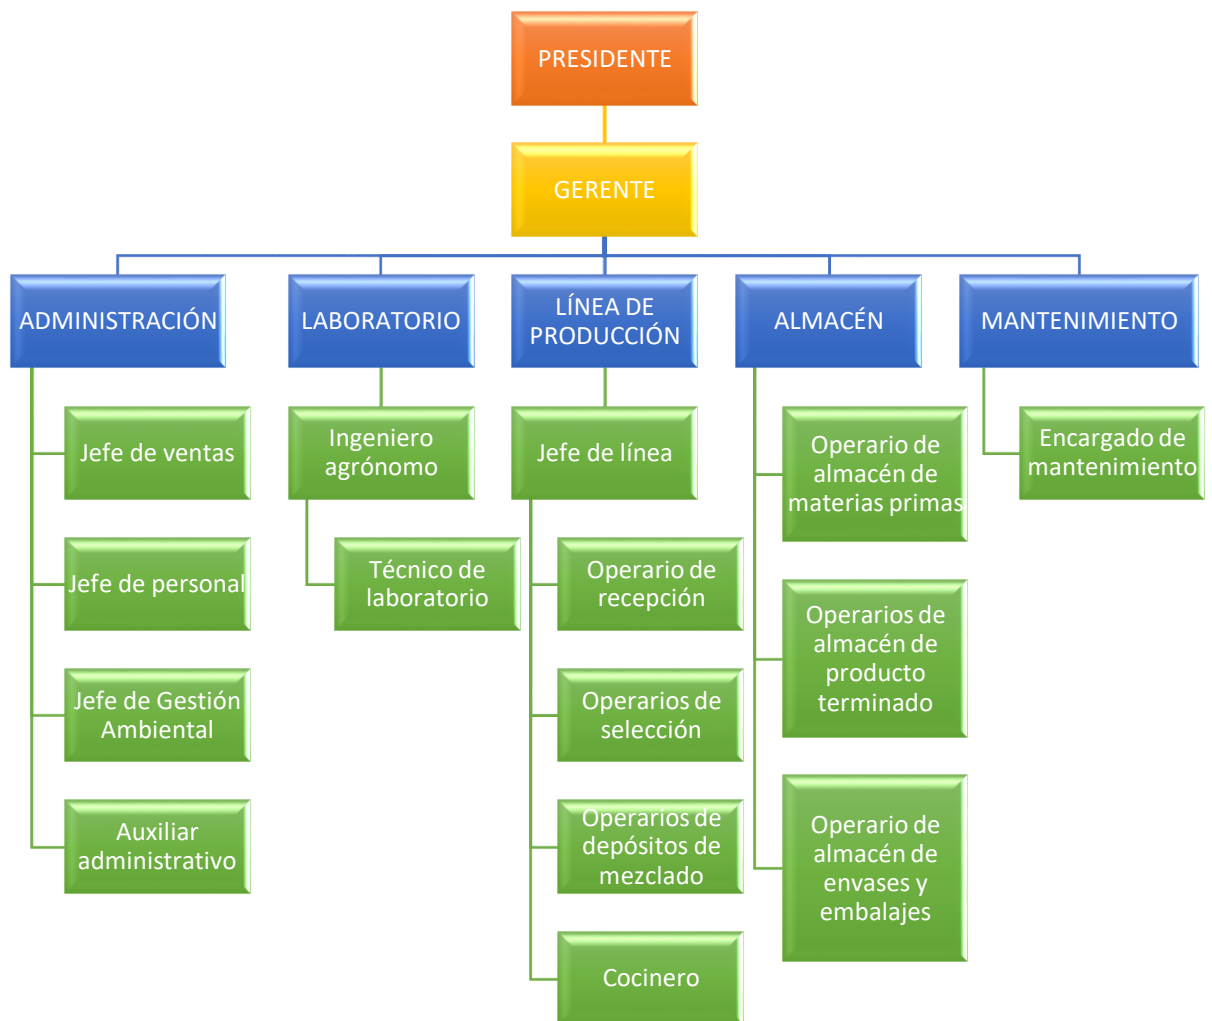 PRESIDENTE
GERENTE
ADMINISTRACIÓN
LABORATORIO
LÍNEA DE
PRODUCCIÓN
ALMACÉN
MANTENIMIENTO
Jefe de ventas
Jefe de personal
Jefe de Gestión
Ambiental
Auxiliar
administrativo
Ingeniero
agrónomo
Técnico de
laboratorio
Jefe de línea
Operario de
recepción
Operarios de
selección
Operarios de
depósitos de
mezclado
Cocinero
Operario de
almacén de
materias primas
Operarios de
almacén de
producto
terminado
Operario de
almacén de
envases y
embalajes
Encargado de
mantenimiento